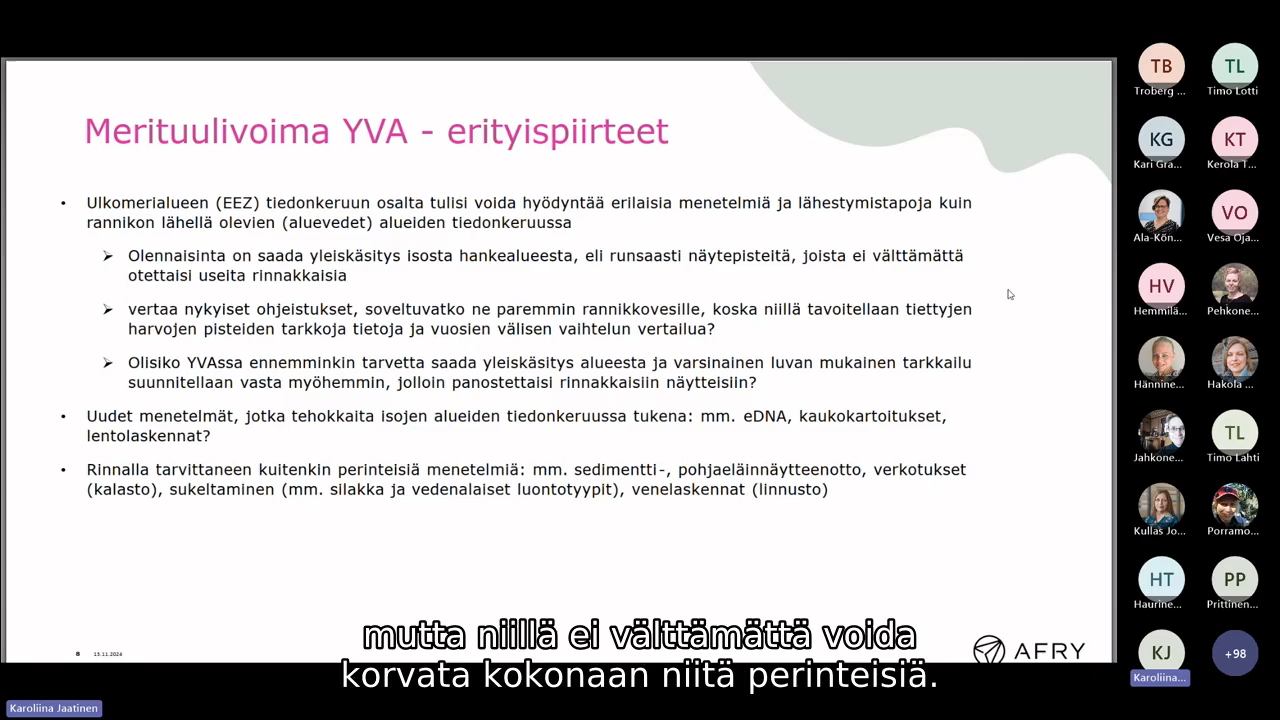 Merituulivoima YVA - erityispiirteet
• Ulkomerialueen (EEZ) tiedonkeruun osalta tulisi voida hyödyntää erilaisia menetelmiä ja lähestymistapoja kuin
rannikon lähellä olevien (aluevedet) alueiden tiedonkeruussa
➢ Olennaisinta on saada yleiskäsitys isosta hankealueesta, eli runsaasti näytepisteitä, joista ei välttämättä
otettaisi useita rinnakkaisia
➢ vertaa nykyiset ohjeistukset, soveltuvatko ne paremmin rannikkovesille, koska niillä tavoitellaan tiettyjen
harvojen pisteiden tarkkoja tietoja ja vuosien välisen vaihtelun vertailua?
➢ Olisiko YVAssa ennemminkin tarvetta saada yleiskäsitys alueesta ja varsinainen luvan mukainen tarkkailu
suunnitellaan vasta myöhemmin, jolloin panostettaisi rinnakkaisiin näytteisiin?
• Uudet menetelmät, jotka tehokkaita isojen alueiden tiedonkeruussa tukena: mm. eDNA, kaukokartoitukset,
lentolaskennat?
• Rinnalla tarvittaneen kuitenkin perinteisiä menetelmiä: mm. sedimentti-, pohjaeläinnäytteenotto, verkotukset
(kalasto), sukeltaminen (mm. silakka ja vedenalaiset luontotyypit), venelaskennat (linnusto)
8 13.11.2024
AFRY
mutta niillä ei välttämättä voida
korvata kokonaan niitä perinteisiä.
Karoliina Jaatinen
TB TL
Troberg ... Timo Lotti
KG KT
Kari Gra... Kerola T...
VO
Ala-Kön... Vesa Oja...
HV
Hemmilä... Pehkone...
Hännine... Hakola ...
TL
Jahkone... Timo Lahti
Kullas Jo... Porramo...
HT PP
Haurine... Prittinen...
KJ +98
Karoliina...